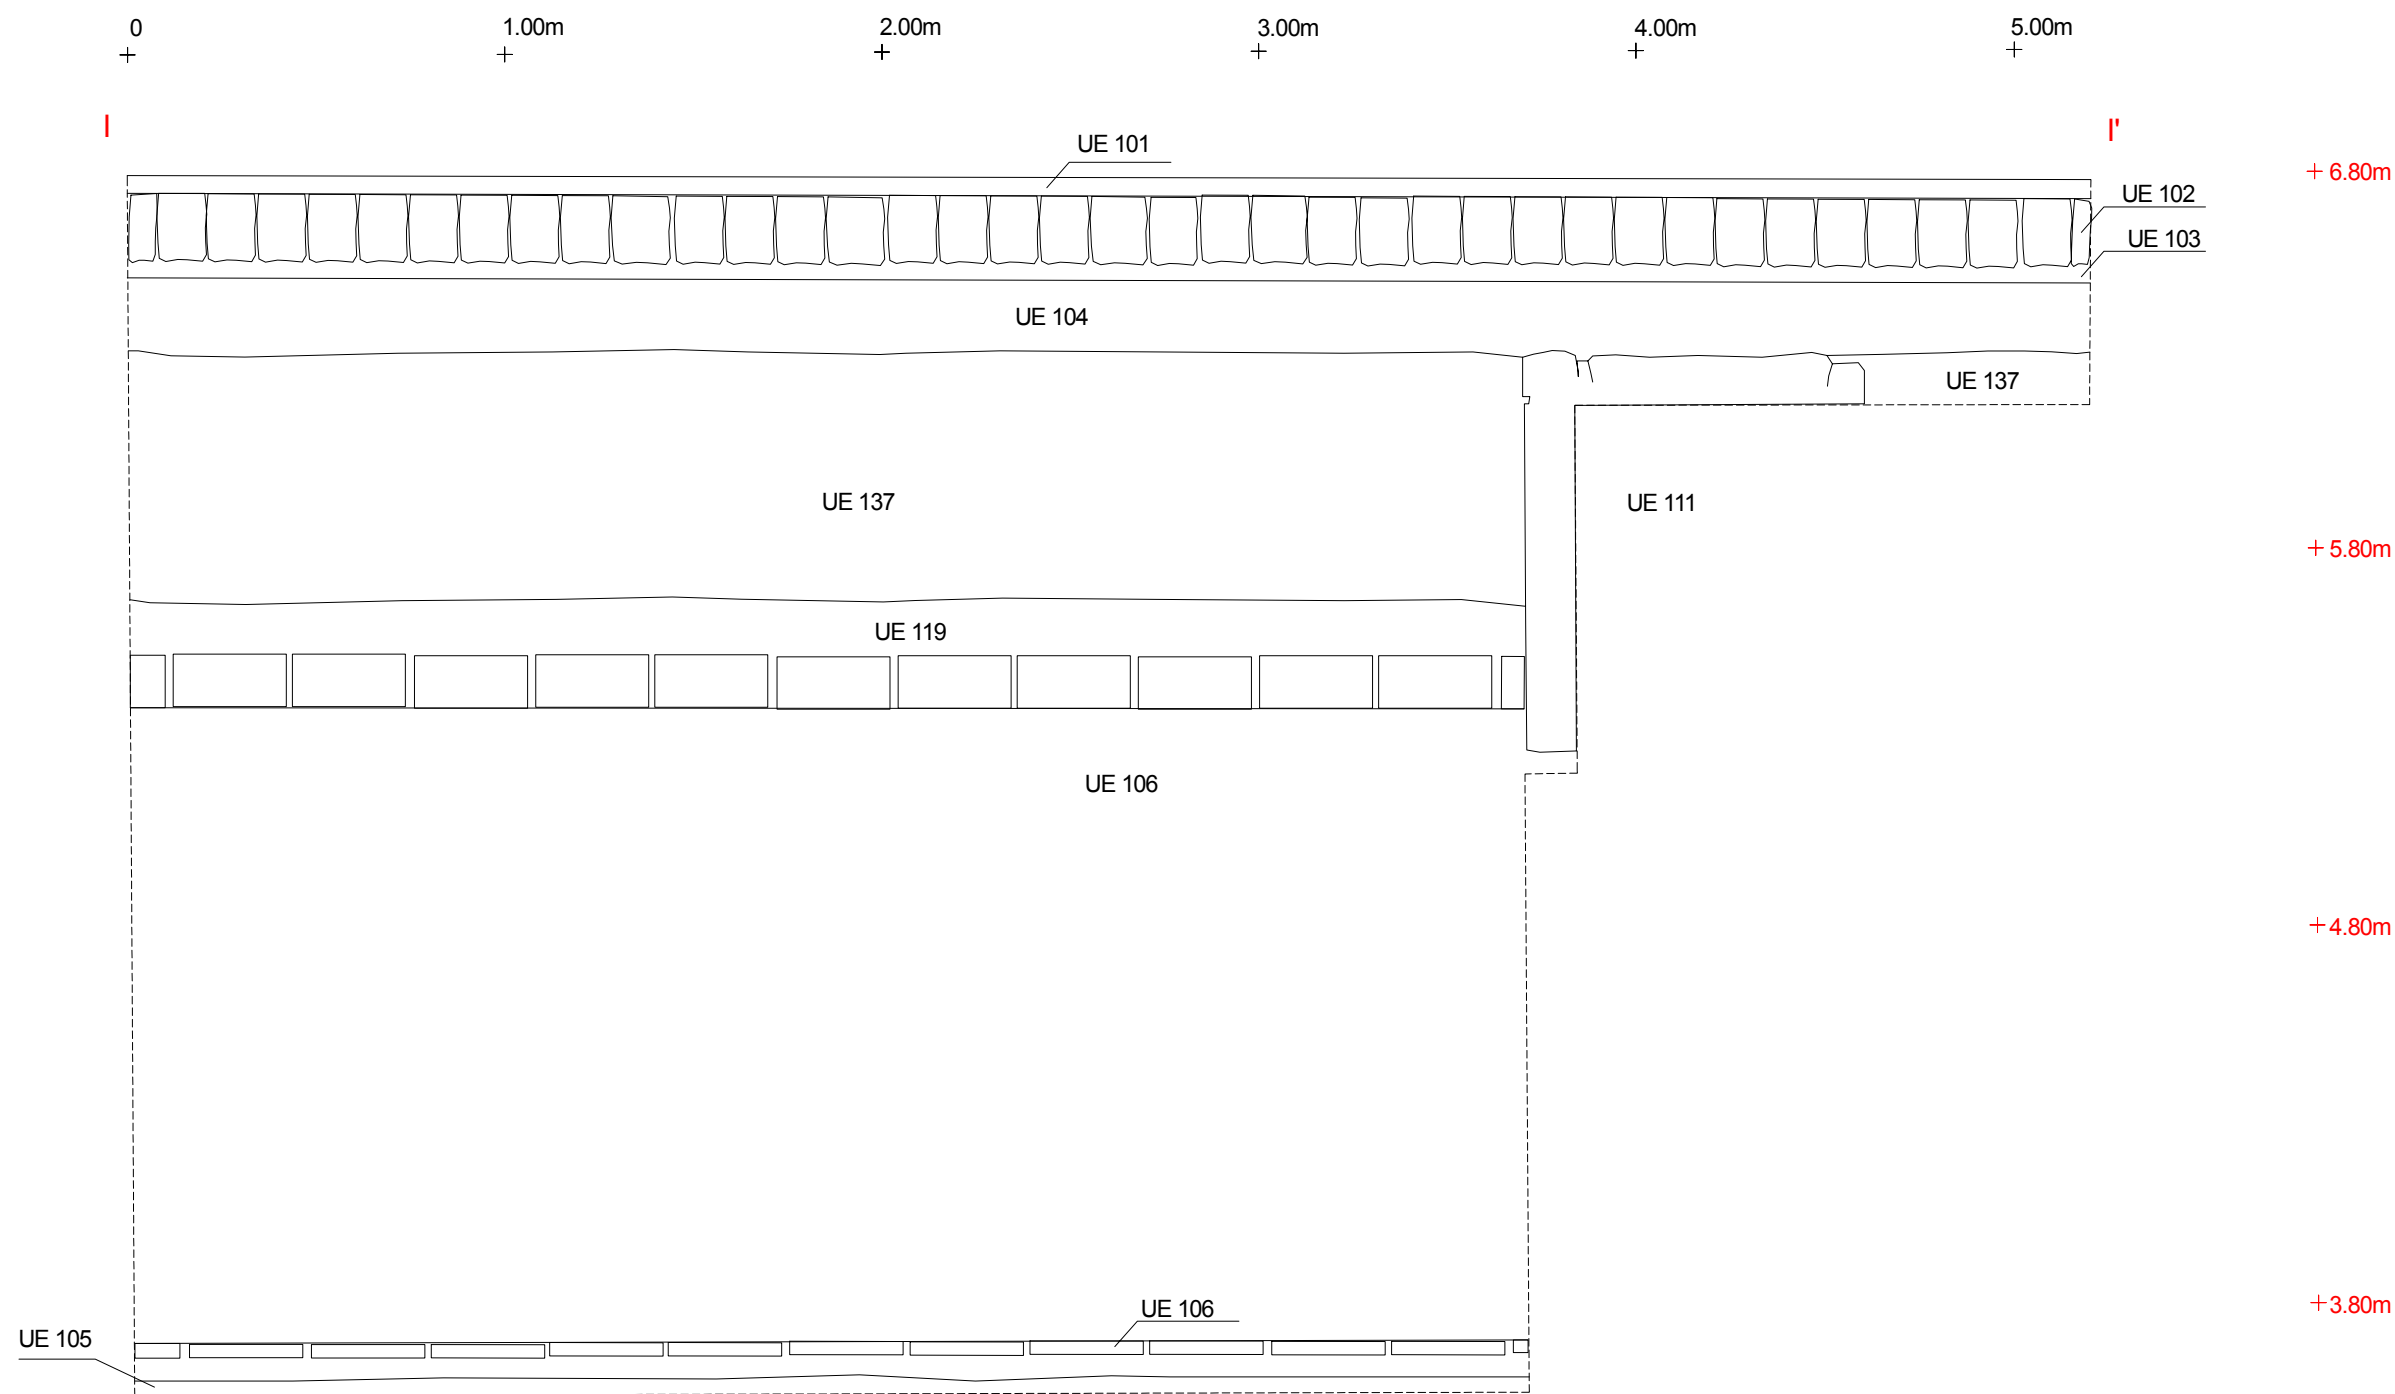 0 1.00m 2.00m 3.00m 4.00m 5.00m
I I'
UE 101
6.80m
UE 102
UE 103
UE 104
UE 137
UE 137 UE 111
5.80m
UE 119
UE 106
4.80m
UE 106
3.80m
UE 105